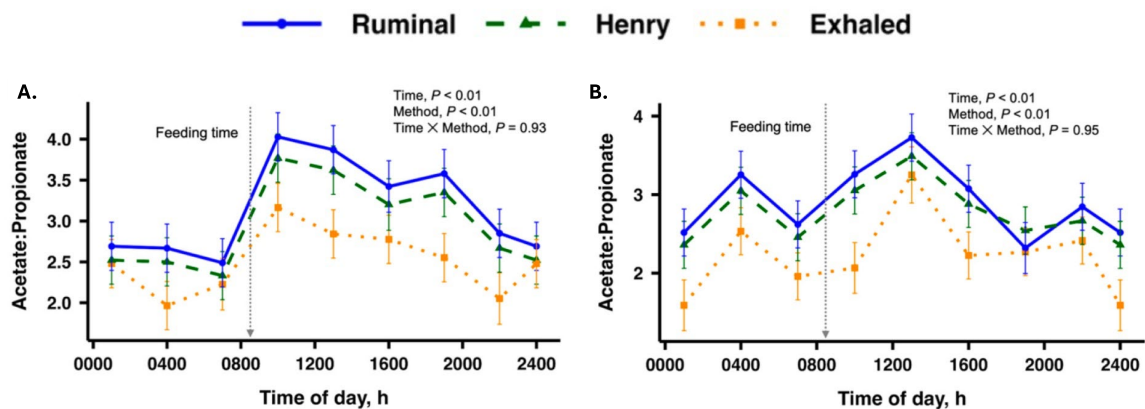 Ruminal Henry Exhaled
A.
Time, P < 0.01
Method, P < 0.01
Time × Method, P = 0.93
Feeding time
Acetate:Propionate
4.0
3.5
3.0
2.5
2.0
0000 0400 0800 1200 1600 2000 2400
Time of day, h
B.
Time, P < 0.01
Method, P < 0.01
Time × Method, P = 0.95
Feeding time
Acetate:Propionate
4
3
2
0000 0400 0800 1200 1600 2000 2400
Time of day, h